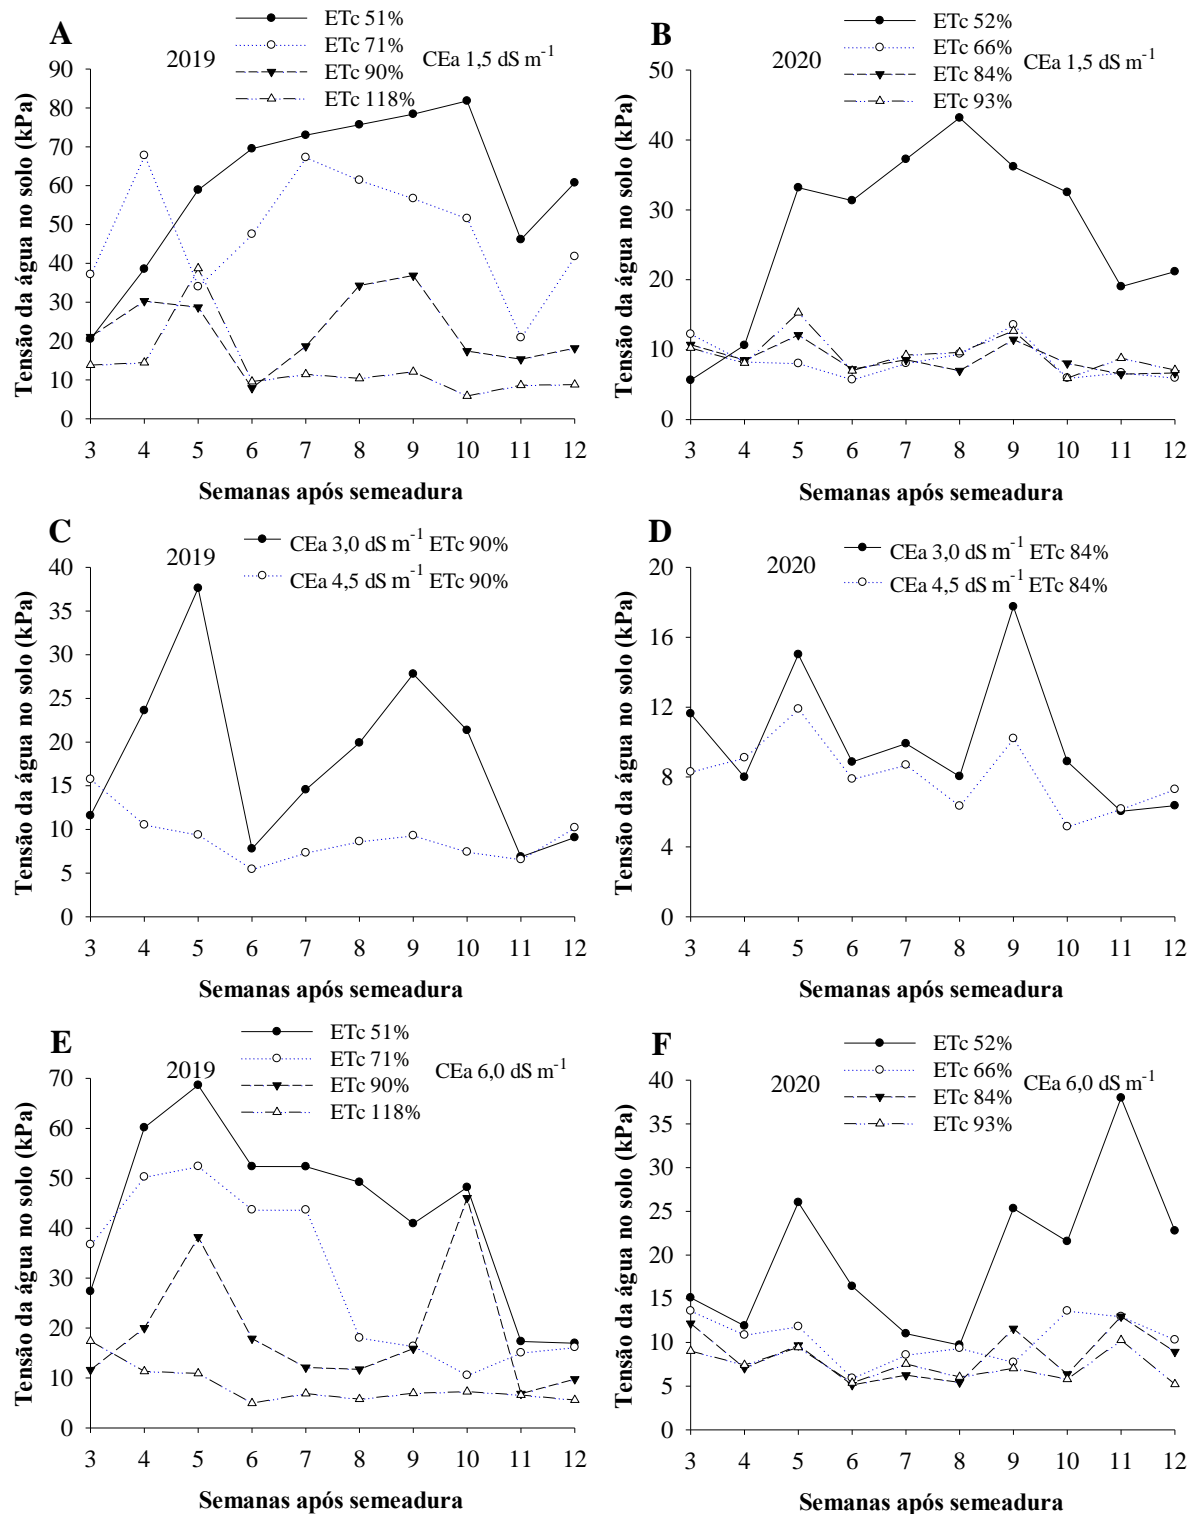 A
2019
ETc 51%
ETc 71%
ETc 90%
ETc 118%
CEa 1,5 dS m-1
Tensão da água no solo (kPa)
90
80
70
60
50
40
30
20
10
0
3 4 5 6 7 8 9 10 11 12
Semanas após semeadura
B
2020
ETc 52%
ETc 66%
ETc 84%
ETc 93%
CEa 1,5 dS m-1
Tensão da água no solo (kPa)
50
40
30
20
10
0
3 4 5 6 7 8 9 10 11 12
Semanas após semeadura
C
2019
CEa 3,0 dS m-1 ETc 90%
CEa 4,5 dS m-1 ETc 90%
Tensão da água no solo (kPa)
40
35
30
25
20
15
10
5
0
3 4 5 6 7 8 9 10 11 12
Semanas após semeadura
D
2020
CEa 3,0 dS m-1 ETc 84%
CEa 4,5 dS m-1 ETc 84%
Tensão da água no solo (kPa)
20
16
12
8
4
0
3 4 5 6 7 8 9 10 11 12
Semanas após semeadura
E
2019
ETc 51%
ETc 71%
ETc 90%
ETc 118%
CEa 6,0 dS m-1
Tensão da água no solo (kPa)
70
60
50
40
30
20
10
0
3 4 5 6 7 8 9 10 11 12
Semanas após semeadura
F
2020
ETc 52%
ETc 66%
ETc 84%
ETc 93%
CEa 6,0 dS m-1
Tensão da água no solo (kPa)
40
35
30
25
20
15
10
5
0
3 4 5 6 7 8 9 10 11 12
Semanas após semeadura